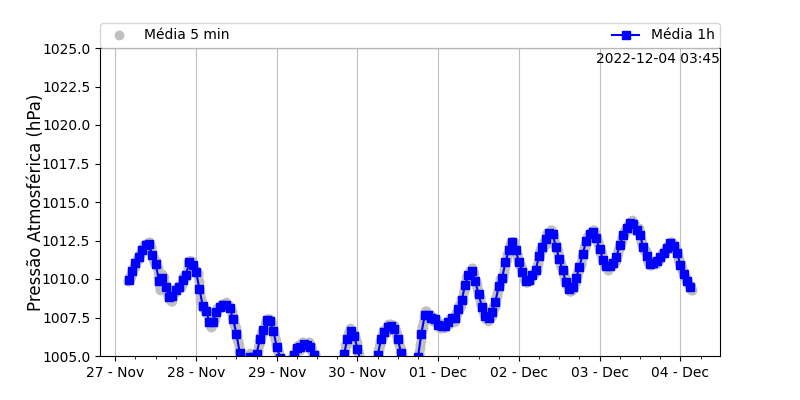 Média 5 min
Média 1h
2022-12-04 03:45
Pressão Atmosférica (hPa)
1025.0
1022.5
1020.0
1017.5
1015.0
1012.5
1010.0
1007.5
1005.0
27 - Nov
28 - Nov
29 - Nov
30 - Nov
01 - Dec
02 - Dec
03 - Dec
04 - Dec